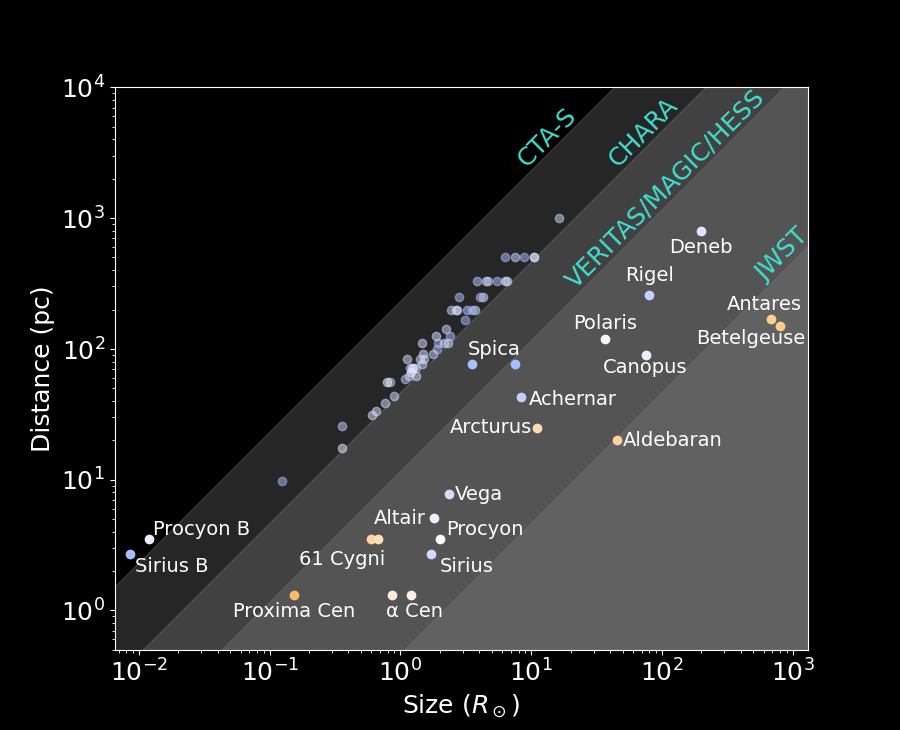 10⁴
CTA-S
CHARA
VERITAS/MAGIC/HESS
10³
Deneb
JWST
Rigel
Antares
Polaris
Betelgeuse
10²
Spica
Canopus
Achernar
Arcturus
Aldebaran
10¹
Vega
Altair
Procyon B
Procyon
61 Cygni
Sirius B
Sirius
10⁰
Proxima Cen
α Cen
Distance (pc)
10⁻²
10⁻¹
10⁰
10¹
10²
10³
Size (R⊙)